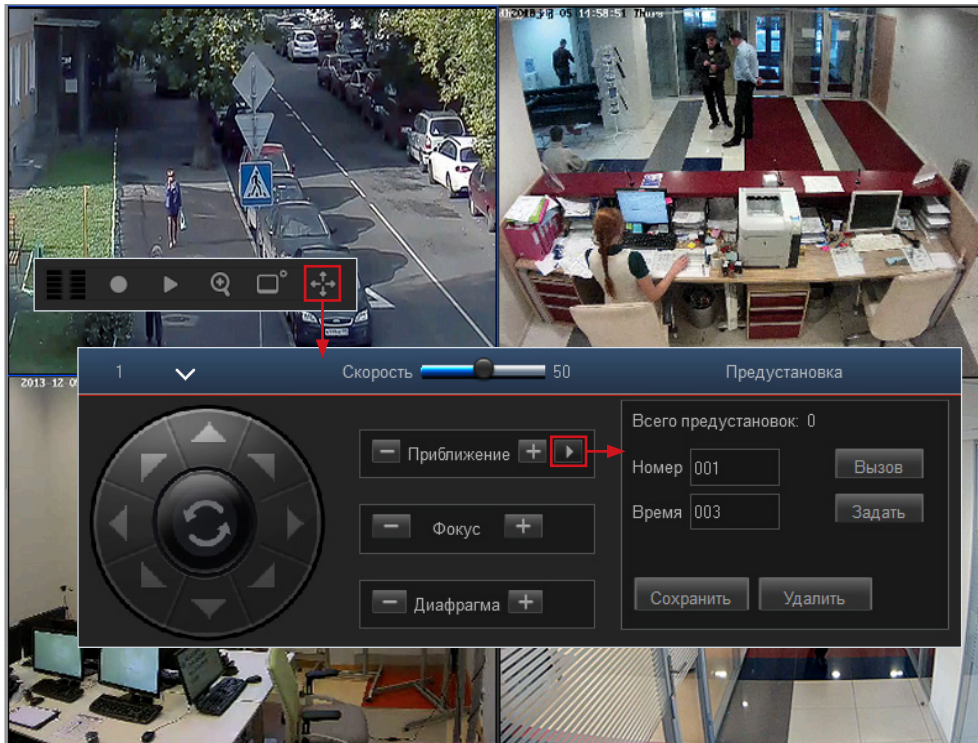 2013-12-05 14:58:51 Thu
2013-12-0
1
Скорость
50
Предустановка
Приближение
Фокус
Диафрагма
Всего предустановок: 0
Номер 001
Вызов
Время 003
Задать
Сохранить
Удалить